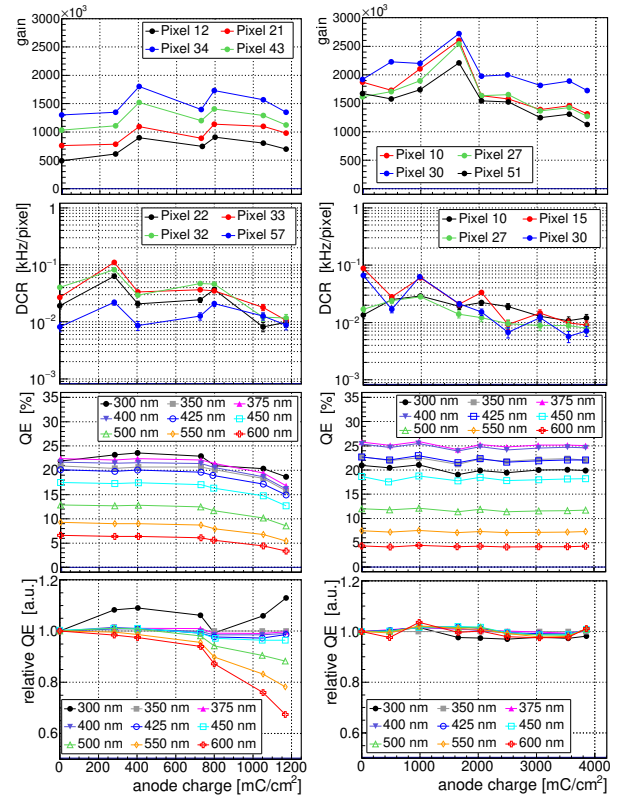 ×10³
gain
3000
2500
2000
1500
1000
500
0
Pixel 12 Pixel 21
Pixel 34 Pixel 43
×10³
gain
3000
2500
2000
1500
1000
500
0
Pixel 10 Pixel 27
Pixel 30 Pixel 51
DCR [kHz/pixel]
1
10⁻¹
10⁻²
10⁻³
Pixel 22 Pixel 33
Pixel 32 Pixel 57
DCR [kHz/pixel]
1
10⁻¹
10⁻²
10⁻³
Pixel 10 Pixel 15
Pixel 27 Pixel 30
QE [%]
35
30
25
20
15
10
5
0
300 nm 350 nm 375 nm
400 nm 425 nm 450 nm
500 nm 550 nm 600 nm
QE [%]
35
30
25
20
15
10
5
0
300 nm 350 nm 375 nm
400 nm 425 nm 450 nm
500 nm 550 nm 600 nm
relative QE [a.u.]
1.2
1.0
0.8
0.6
300 nm 350 nm 375 nm
400 nm 425 nm 450 nm
500 nm 550 nm 600 nm
0 200 400 600 800 1000 1200
anode charge [mC/cm²]
relative QE [a.u.]
1.2
1.0
0.8
0.6
0.4
300 nm 350 nm 375 nm
400 nm 425 nm 450 nm
500 nm 550 nm 600 nm
0 1000 2000 3000 4000
anode charge [mC/cm²]